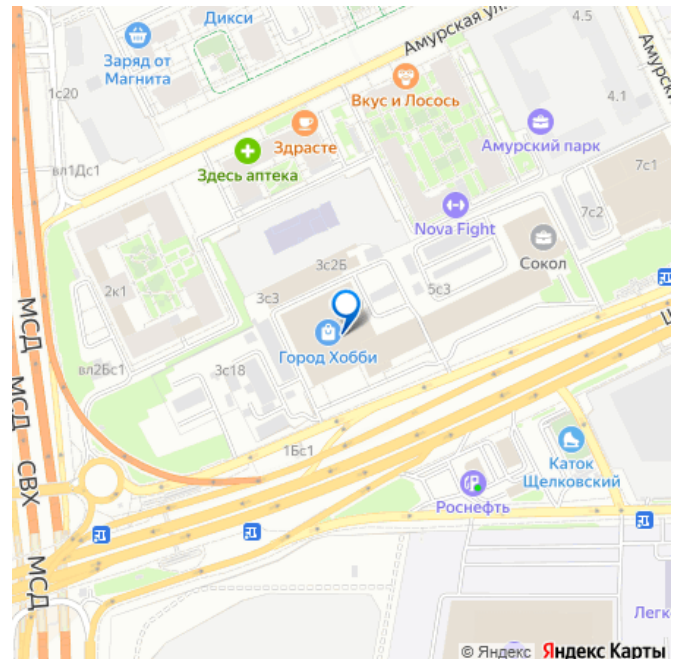 Дикси
4.5
Заряд от
Магнита
Амурская ул.
1с20
Вкус и Лосось
4.1
Здрасте
Амурский парк
вл1Дс1
Здесь аптека
7с1
7с2
Nova Fight
Сокол
3с2Б
2к1
3с3
5с3
МСД
Город Хобби
вл2Бс1
3с18
МСД
1Бс1
Каток
Щелковский
СВХ
Роснефть
МСД
Легк
© Яндекс Яндекс Карты